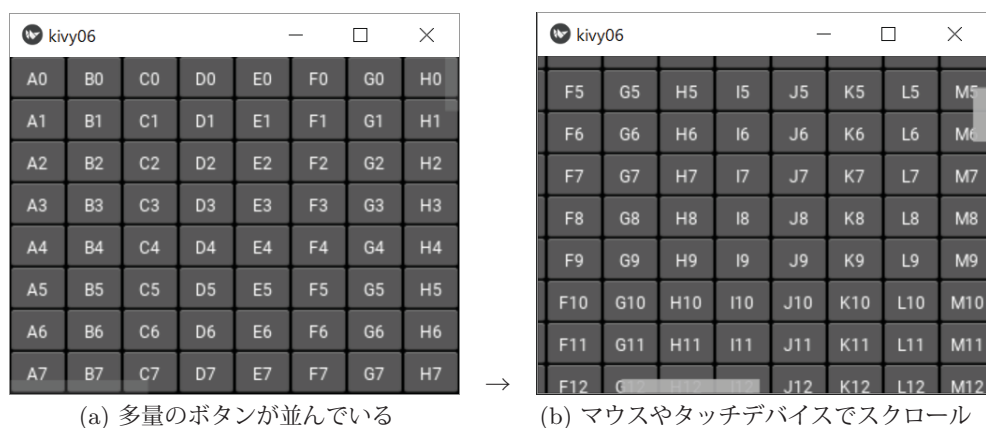 kivy06
A0 B0 C0 D0 E0 F0 G0 H0
A1 B1 C1 D1 E1 F1 G1 H1
A2 B2 C2 D2 E2 F2 G2 H2
A3 B3 C3 D3 E3 F3 G3 H3
A4 B4 C4 D4 E4 F4 G4 H4
A5 B5 C5 D5 E5 F5 G5 H5
A6 B6 C6 D6 E6 F6 G6 H6
A7 B7 C7 D7 E7 F7 G7 H7
(a) 多量のボタンが並んでいる
→
kivy06
F5 G5 H5 I5 J5 K5 L5 M5
F6 G6 H6 I6 J6 K6 L6 M6
F7 G7 H7 I7 J7 K7 L7 M7
F8 G8 H8 I8 J8 K8 L8 M8
F9 G9 H9 I9 J9 K9 L9 M9
F10 G10 H10 I10 J10 K10 L10 M10
F11 G11 H11 I11 J11 K11 L11 M11
F12 G12 H12 I12 J12 K12 L12 M12
(b) マウスやタッチデバイスでスクロール